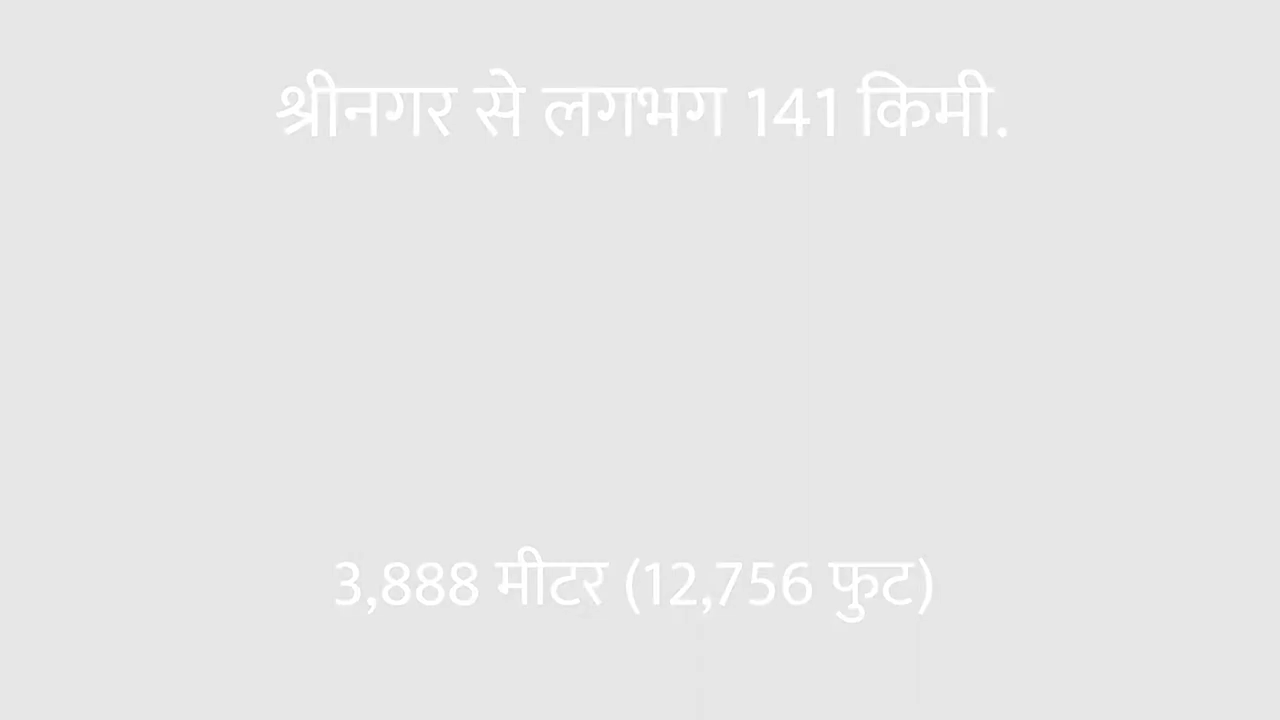 श्रीनगर से लगभग 141 किमी.
3,888 मीटर (12,756 फुट)